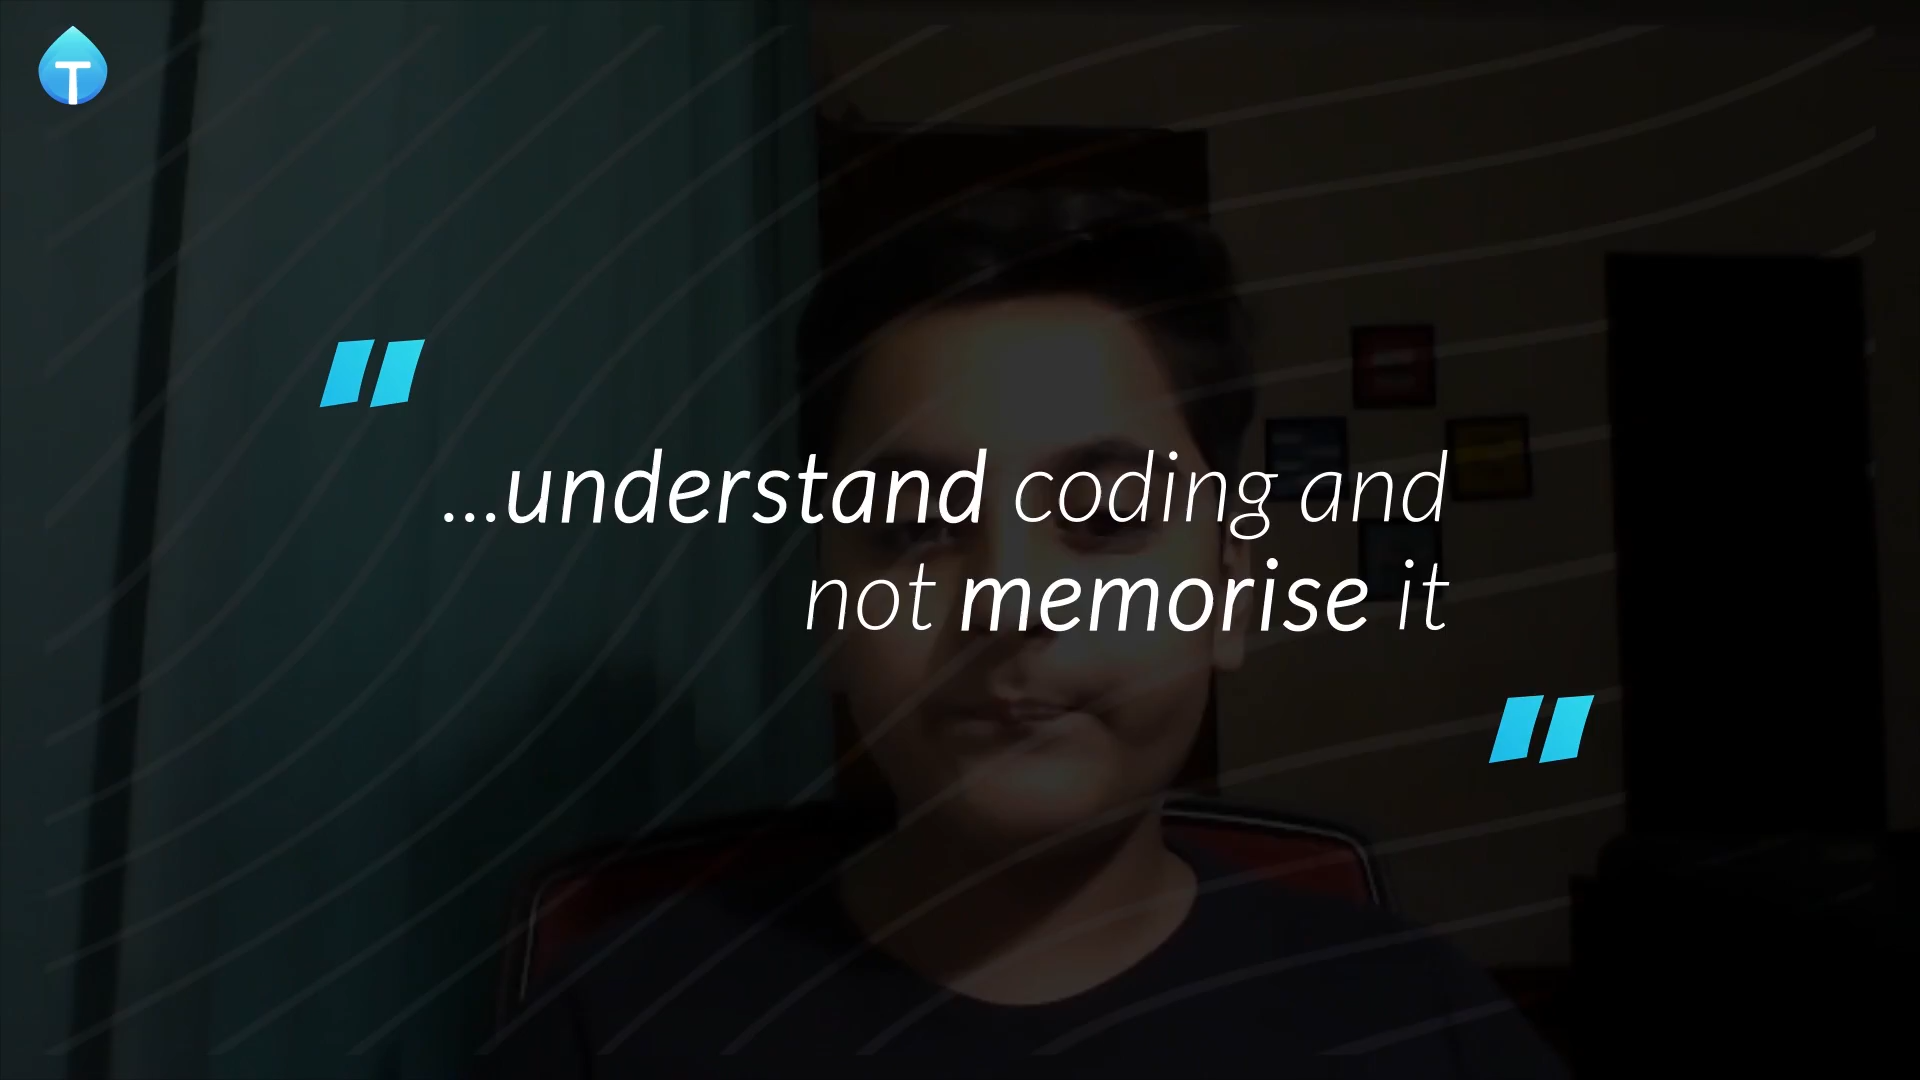 T
"
...understand coding and
not memorise it
"